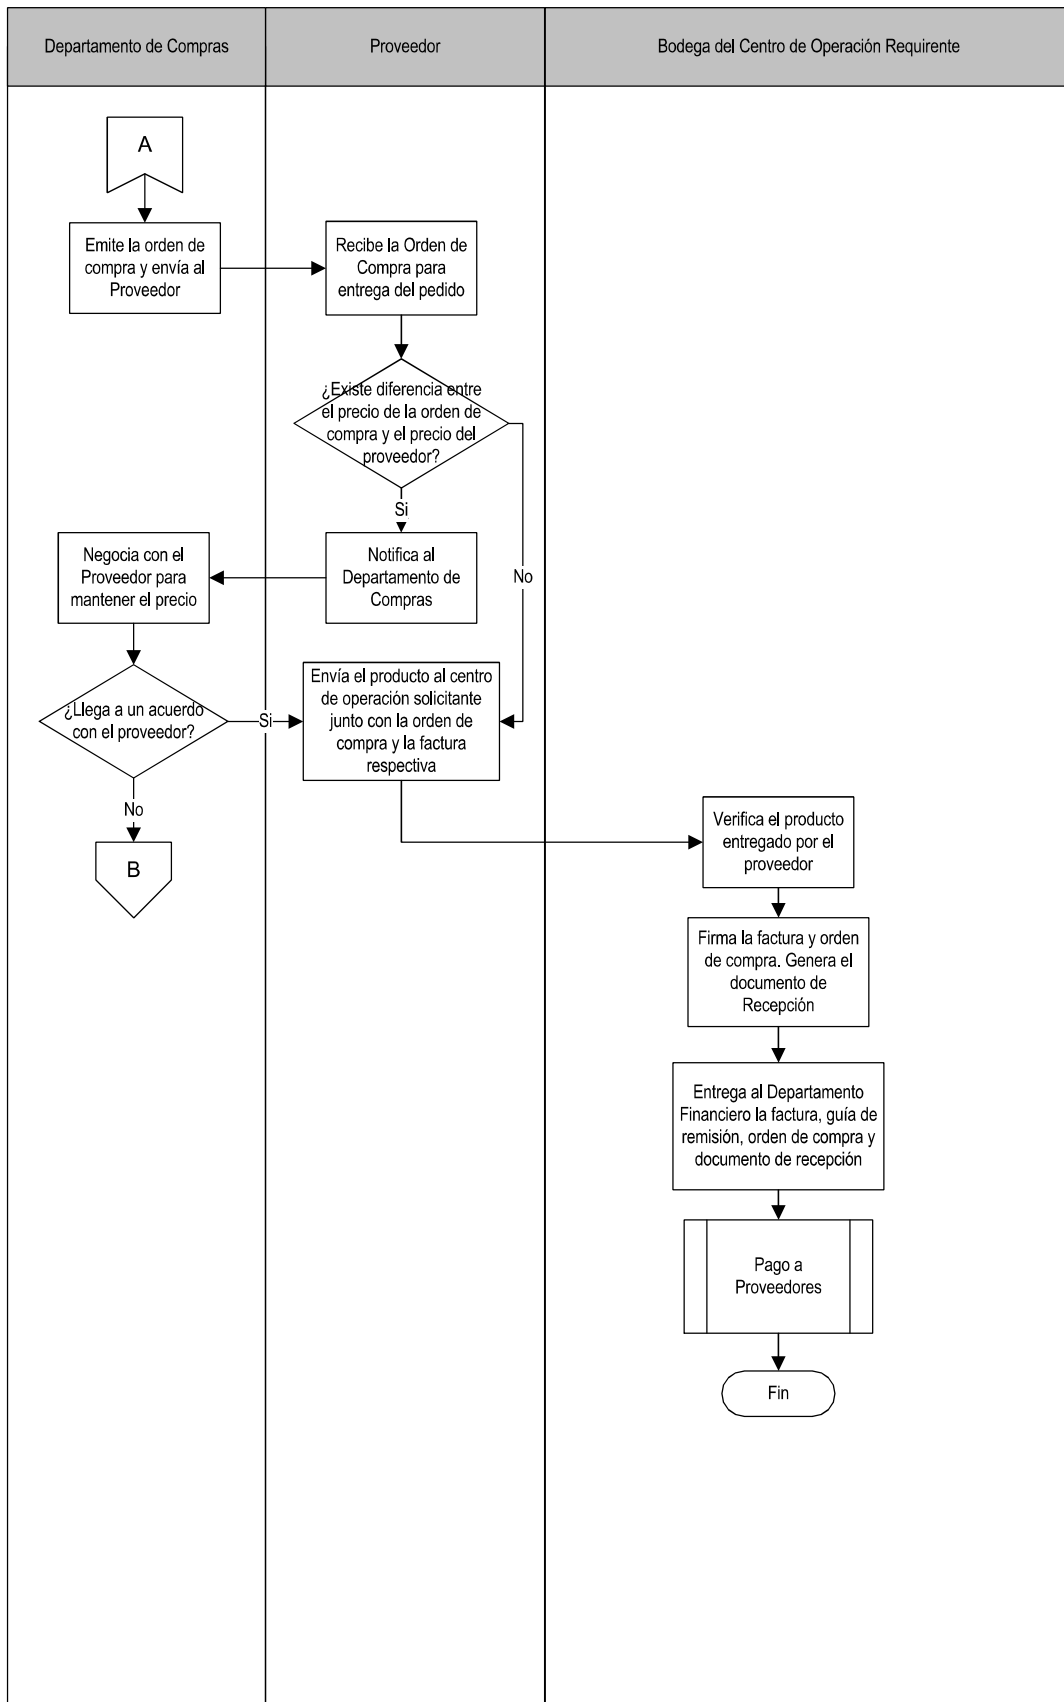 Departamento de Compras
Proveedor
Bodega del Centro de Operación Requirente
A
Emite la orden de
compra y envía al
Proveedor
Recibe la Orden de
Compra para
entrega del pedido
¿Existe diferencia entre
el precio de la orden de
compra y el precio del
proveedor?
Si
No
Notifica al
Departamento de
Compras
Negocia con el
Proveedor para
mantener el precio
¿Llega a un acuerdo
con el proveedor?
Si
No
B
Envía el producto al centro
de operación solicitante
junto con la orden de
compra y la factura
respectiva
Verifica el producto
entregado por el
proveedor
Firma la factura y orden
de compra. Genera el
documento de
Recepción
Entrega al Departamento
Financiero la factura, guía de
remisión, orden de compra y
documento de recepción
Pago a
Proveedores
Fin